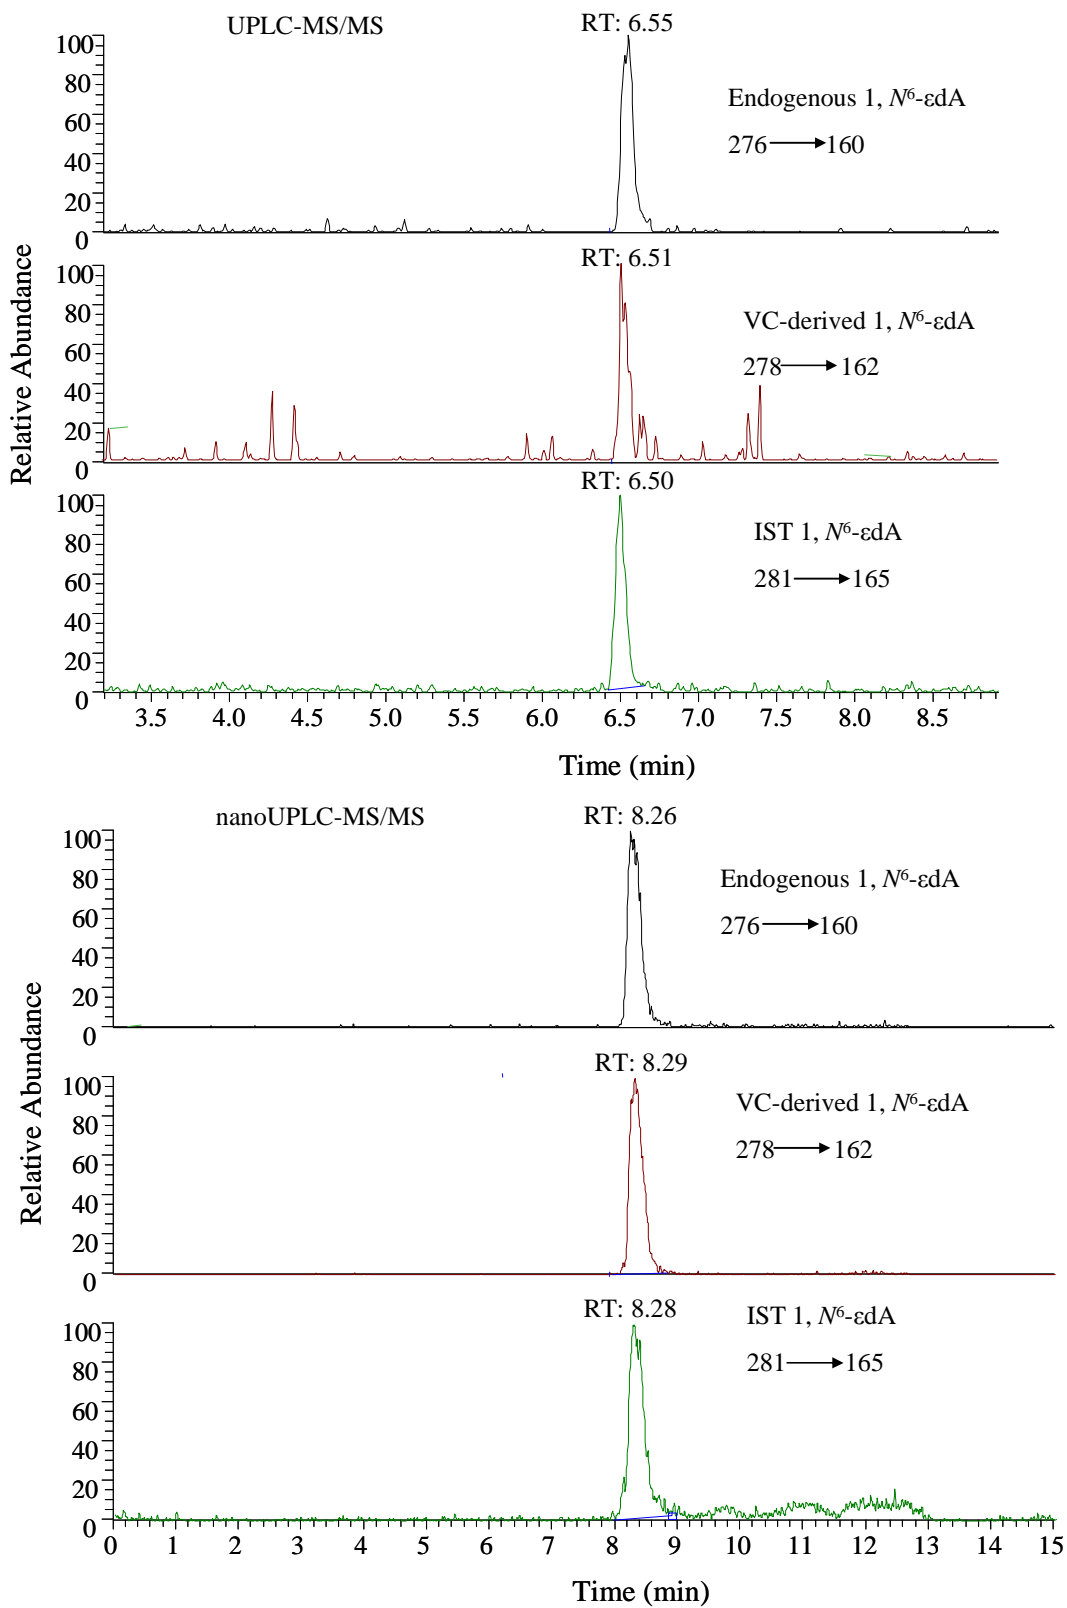 UPLC-MS/MS
RT: 6.55
Endogenous 1, N⁶-εdA
276 → 160
100
80
60
40
20
0
RT: 6.51
VC-derived 1, N⁶-εdA
278 → 162
100
80
60
40
20
0
RT: 6.50
IST 1, N⁶-εdA
281 → 165
100
80
60
40
20
0
Relative Abundance
3.5 4.0 4.5 5.0 5.5 6.0 6.5 7.0 7.5 8.0 8.5
Time (min)
nanoUPLC-MS/MS
RT: 8.26
Endogenous 1, N⁶-εdA
276 → 160
100
80
60
40
20
0
RT: 8.29
VC-derived 1, N⁶-εdA
278 → 162
100
80
60
40
20
0
RT: 8.28
IST 1, N⁶-εdA
281 → 165
100
80
60
40
20
0
Relative Abundance
0 1 2 3 4 5 6 7 8 9 10 11 12 13 14 15
Time (min)